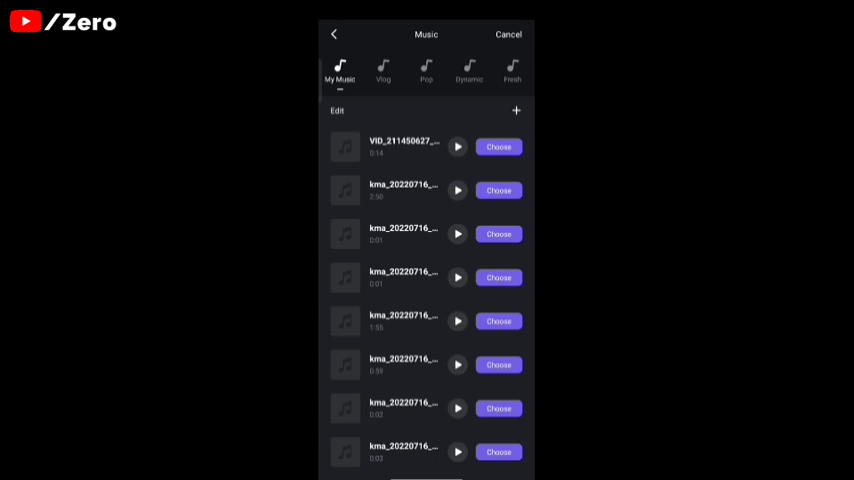 /Zero
Music Cancel
My Music Vlog Pop Dynamic Fresh
Edit +
VID_211450627_... Choose
0:14
kma_20220716_... Choose
2:50
kma_20220716_... Choose
0:01
kma_20220716_... Choose
0:01
kma_20220716_... Choose
1:55
kma_20220716_... Choose
0:59
kma_20220716_... Choose
0:02
kma_20220716_... Choose
0:03